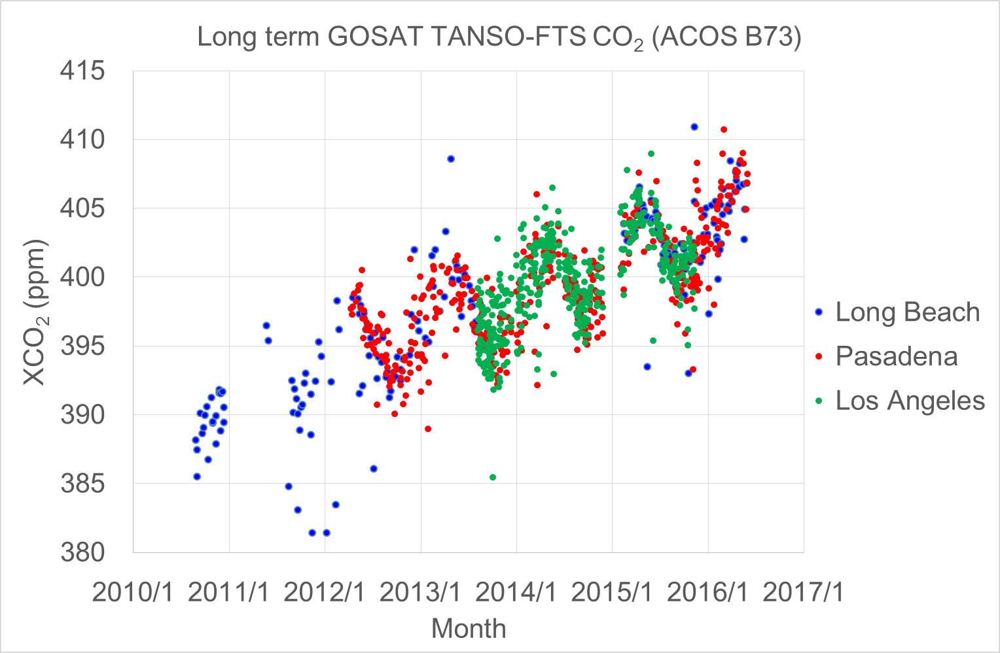 Long term GOSAT TANSO-FTS CO₂ (ACOS B73)
415
410
405
400
395
390
385
380
XCO₂ (ppm)
2010/1 2011/1 2012/1 2013/1 2014/1 2015/1 2016/1 2017/1
Month
Long Beach
Pasadena
Los Angeles